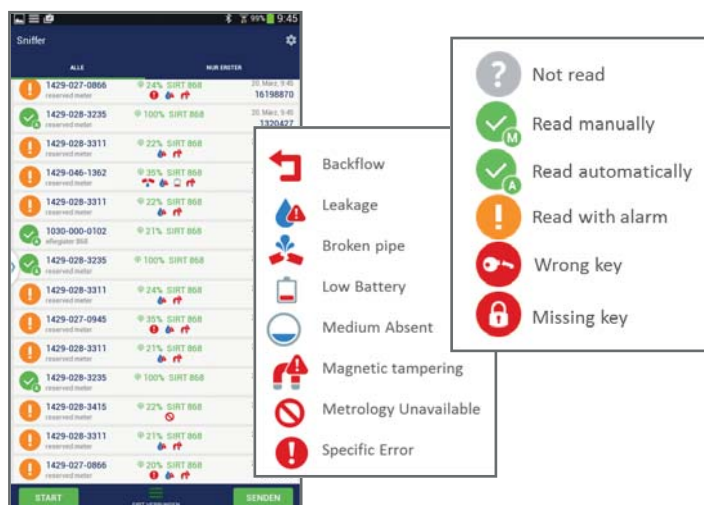 99% 9:45
Sniffer
ALLE NUR ERSTER
1429-027-0866 24% SIRT 868 20. März, 9:45
reserved meter 16198870
1429-028-3235 100% SIRT 868 20. März, 9:45
reserved meter 1320427
1429-028-3311 22% SIRT 868
reserved meter
1429-046-1362 35% SIRT 868
reserved meter
1429-028-3311 22% SIRT 868
reserved meter
1030-000-0102 21% SIRT 868
eRegister 868
1429-028-3235 100% SIRT 868
reserved meter
1429-028-3311 24% SIRT 868
reserved meter
1429-027-0945 35% SIRT 868
reserved meter
1429-028-3311 21% SIRT 868
reserved meter
1429-028-3235 100% SIRT 868
reserved meter
1429-028-3415 22% SIRT 868
reserved meter
1429-028-3311 21% SIRT 868
reserved meter
1429-027-0866 20% SIRT 868
reserved meter
START SIRT VERBUNDEN SENDEN
Backflow
Leakage
Broken pipe
Low Battery
Medium Absent
Magnetic tampering
Metrology Unavailable
Specific Error
Not read
M Read manually
A Read automatically
Read with alarm
Wrong key
Missing key